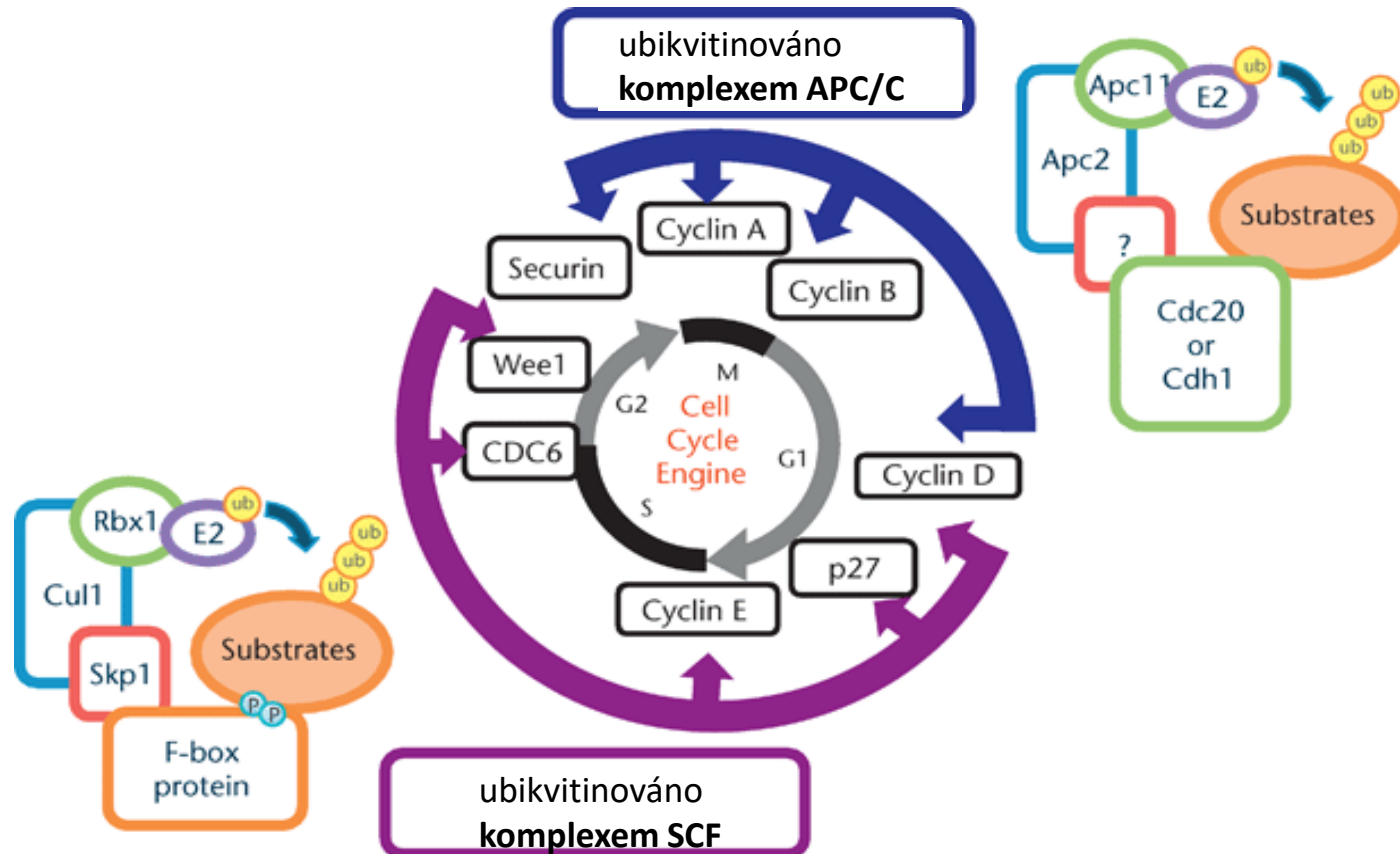 ubikvitinováno
komplexem APC/C
Apc11
E2
ub
ub
ub
ub
Apc2
?
Substrates
Cdc20
or
Cdh1
Cyclin A
Securin
Cyclin B
Wee1
CDC6
Cyclin D
p27
Cyclin E
M
G2
G1
S
Cell
Cycle
Engine
Rbx1
E2
ub
ub
ub
ub
Cul1
Skp1
Substrates
P
P
F-box
protein
ubikvitinováno
komplexem SCF